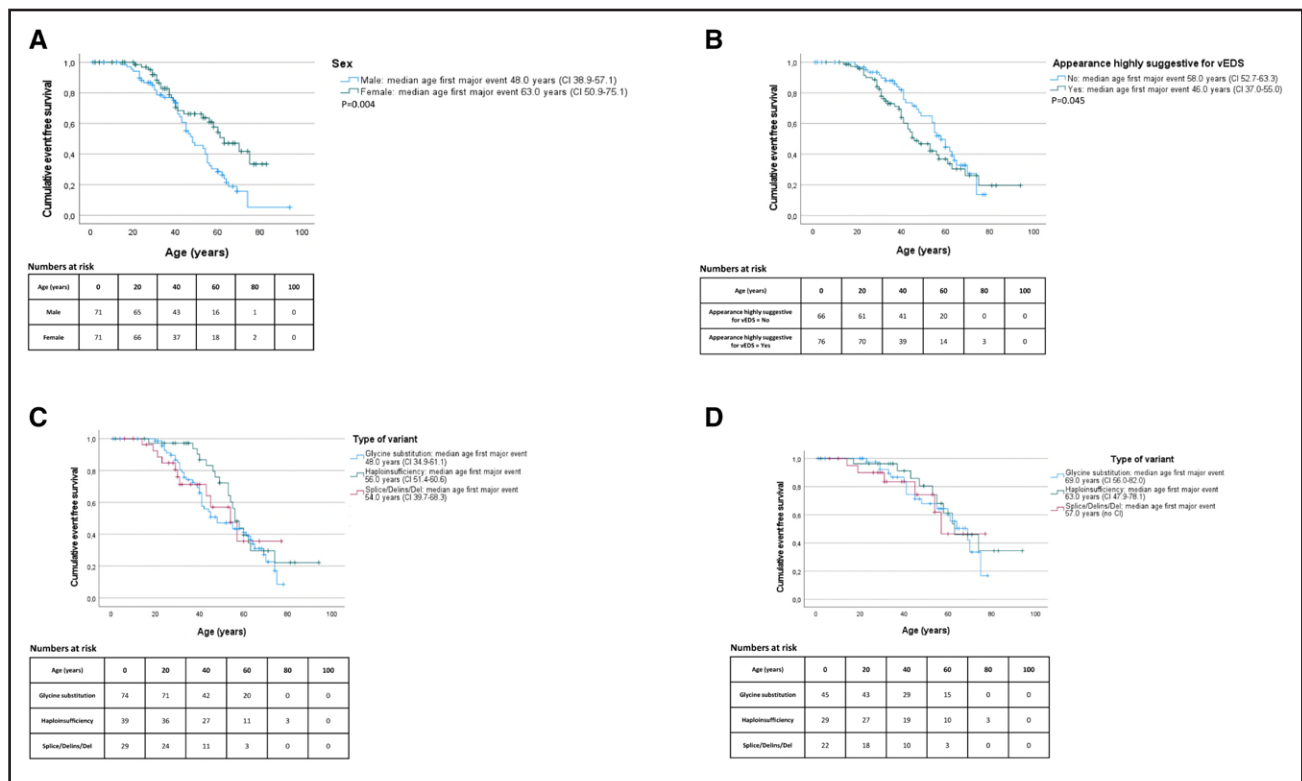 A
Sex
Male: median age first major event 48.0 years (CI 38.9-57.1)
Female: median age first major event 63.0 years (CI 50.9-75.1)
P=0.004
Cumulative event free survival
1,0
0,8
0,6
0,4
0,2
0,0
0 20 40 60 80 100
Age (years)
Numbers at risk
Age (years) 0 20 40 60 80 100
Male 71 65 43 16 1 0
Female 71 66 37 18 2 0
B
Appearance highly suggestive for vEDS
No: median age first major event 58.0 years (CI 52.7-63.3)
Yes: median age first major event 46.0 years (CI 37.0-55.0)
P=0.045
Cumulative event free survival
1,0
0,8
0,6
0,4
0,2
0,0
0 20 40 60 80 100
Age (years)
Numbers at risk
Age (years) 0 20 40 60 80 100
Appearance highly suggestive
for vEDS = No 66 61 41 20 0 0
Appearance highly suggestive
for vEDS = Yes 76 70 39 14 3 0
C
Type of variant
Glycine substitution: median age first major event
48.0 years (CI 34.9-61.1)
Haploinsufficiency: median age first major event
56.0 years (CI 51.4-60.6)
Splice/Delins/Del: median age first major event
54.0 years (CI 39.7-68.3)
Cumulative event free survival
1,0
0,8
0,6
0,4
0,2
0,0
0 20 40 60 80 100
Age (years)
Numbers at risk
Age (years) 0 20 40 60 80 100
Glycine substitution 74 71 42 20 0 0
Haploinsufficiency 39 36 27 11 3 0
Splice/Delins/Del 29 24 11 3 0 0
D
Type of variant
Glycine substitution: median age first major event
69.0 years (CI 56.0-82.0)
Haploinsufficiency: median age first major event
63.0 years (CI 47.9-78.1)
Splice/Delins/Del: median age first major event
57.0 years (no CI)
Cumulative event free survival
1,0
0,8
0,6
0,4
0,2
0,0
0 20 40 60 80 100
Age (years)
Numbers at risk
Age (years) 0 20 40 60 80 100
Glycine substitution 45 43 29 15 0 0
Haploinsufficiency 29 27 19 10 3 0
Splice/Delins/Del 22 18 10 3 0 0